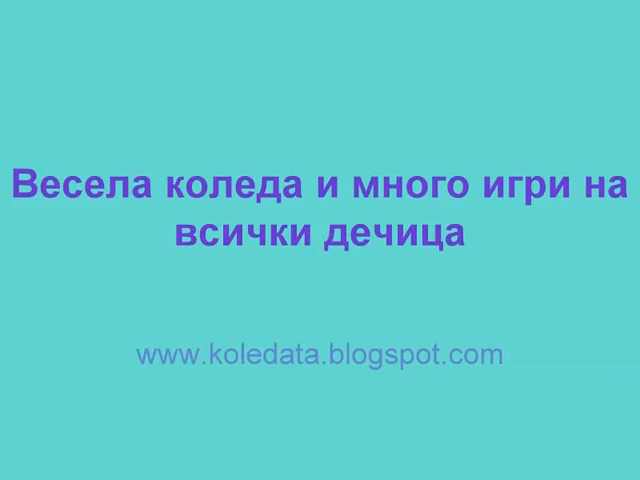 Весела коледа и много игри на
всички дечица
www.koledata.blogspot.com